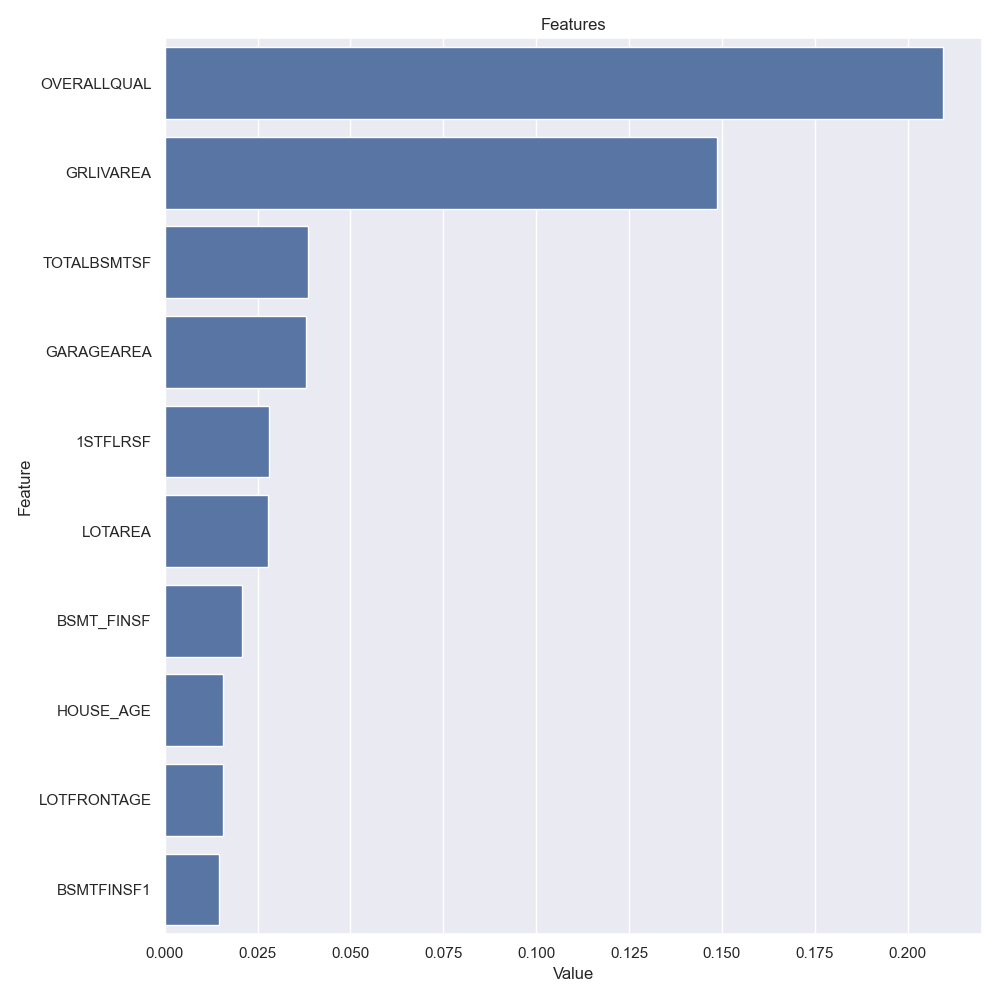 Features
OVERALLQUAL
GRLIVAREA
TOTALBSMTSF
GARAGEAREA
1STFLRSF
LOTAREA
BSMT_FINSF
HOUSE_AGE
LOTFRONTAGE
BSMTFINSF1
Feature
0.000 0.025 0.050 0.075 0.100 0.125 0.150 0.175 0.200
Value